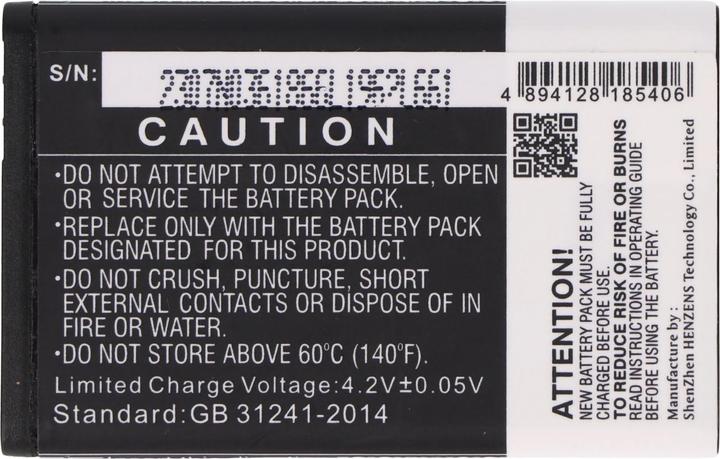 S/N:
4 894128 185406
CAUTION
•DO NOT ATTEMPT TO DISASSEMBLE, OPEN
OR SERVICE THE BATTERY PACK.
•REPLACE ONLY WITH THE BATTERY PACK
DESIGNATED FOR THIS PRODUCT.
•DO NOT CRUSH, PUNCTURE, SHORT
EXTERNAL CONTACTS OR DISPOSE OF IN
FIRE OR WATER.
•DO NOT STORE ABOVE 60°C (140°F).
Limited Charge Voltage:4.2V±0.05V
Standard:GB 31241-2014
ATTENTION!
NEW BATTERY PACK MUST BE FULLY
CHARGED BEFORE USE.
TO REDUCE RISK OF FIRE OR BURNS
READ INSTRUCTIONS IN OPERATING GUIDE
BEFORE USING THE BATTERY.
Manufacture by:
ShenZhen HENZENS Technology Co., Limited